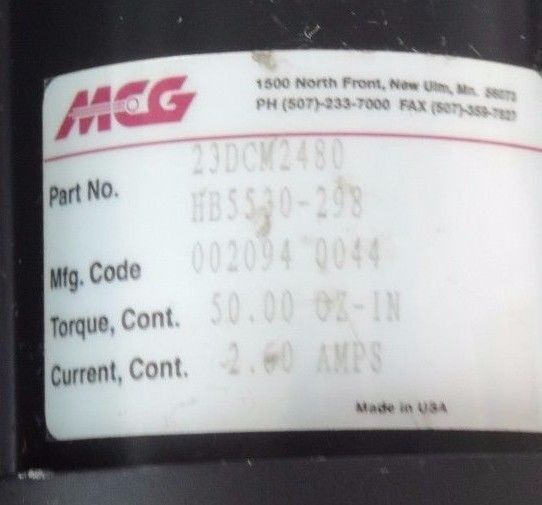 MCG
1500 North Front, New Ulm, Mn. 56073
PH (507)-233-7000 FAX (507)-359-7827
23DCM2480
Part No. HB5530-298
Mfg. Code 002094 0044
Torque, Cont. 50.00 OZ-IN
Current, Cont. AMPS
Made in USA